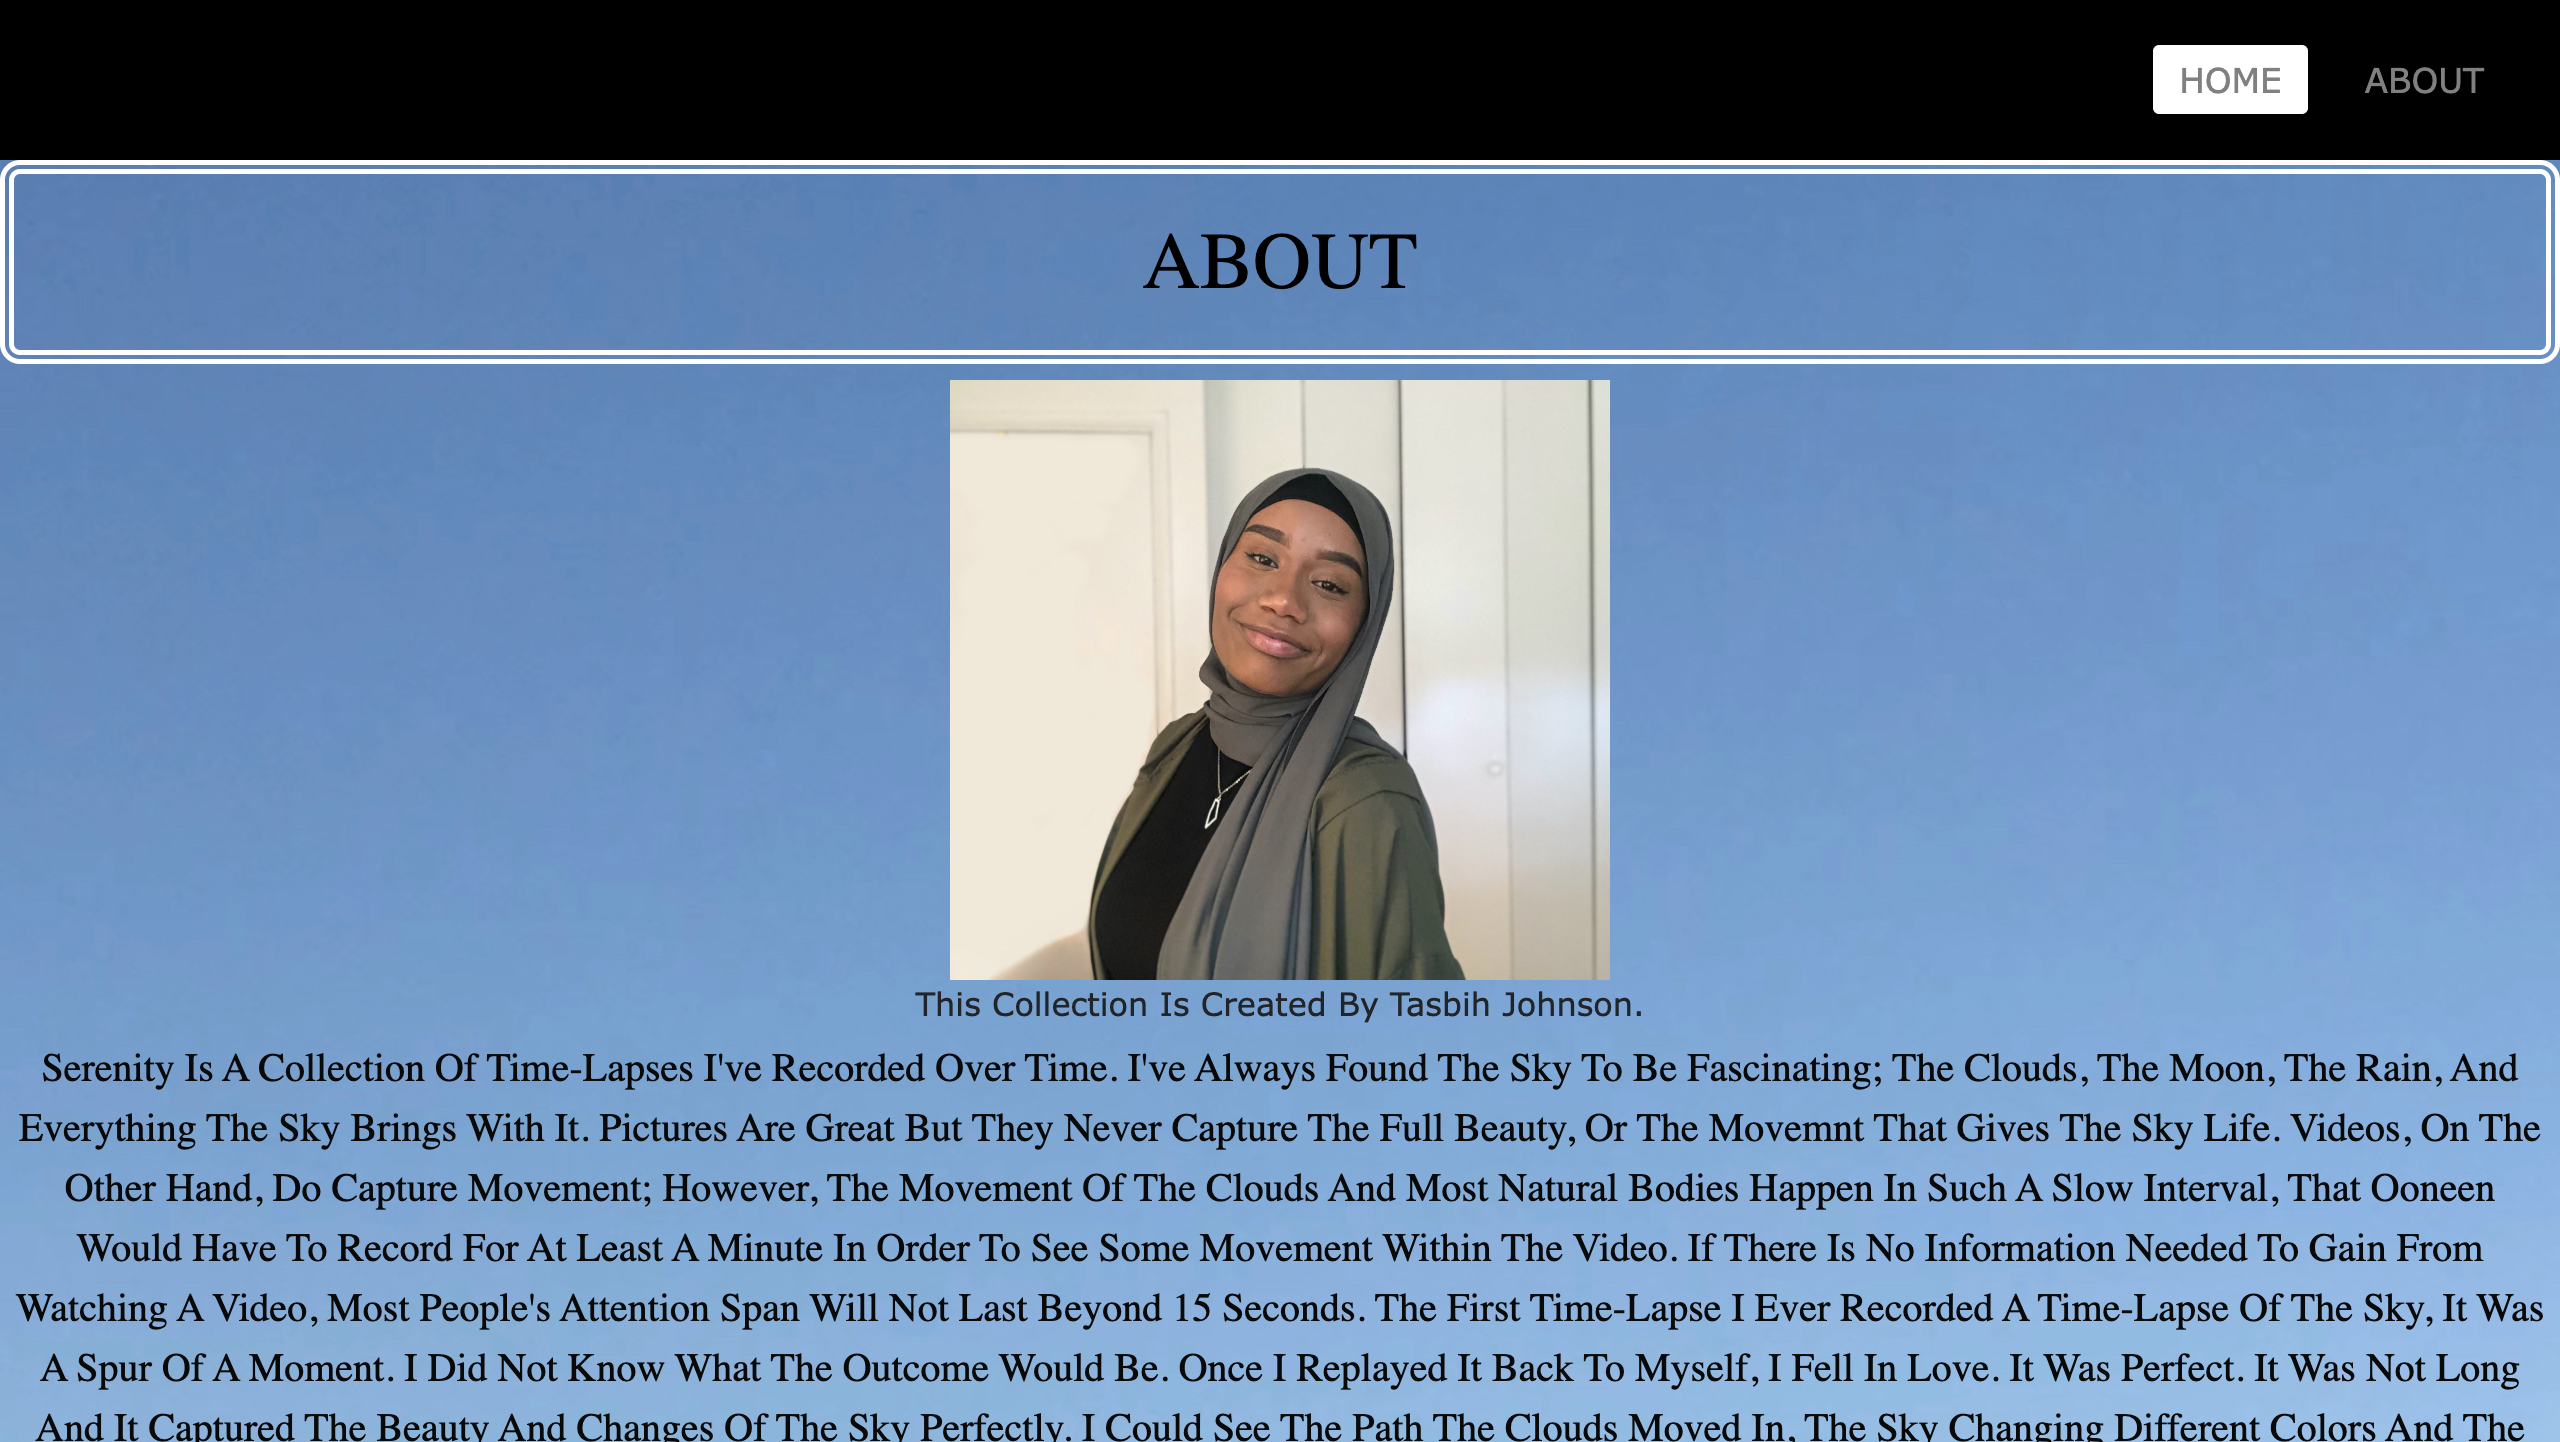 HOME ABOUT
ABOUT
This Collection Is Created By Tasbih Johnson.
Serenity Is A Collection Of Time-Lapses I've Recorded Over Time. I've Always Found The Sky To Be Fascinating; The Clouds, The Moon, The Rain, And
Everything The Sky Brings With It. Pictures Are Great But They Never Capture The Full Beauty, Or The Movemnt That Gives The Sky Life. Videos, On The
Other Hand, Do Capture Movement; However, The Movement Of The Clouds And Most Natural Bodies Happen In Such A Slow Interval, That Ooneen
Would Have To Record For At Least A Minute In Order To See Some Movement Within The Video. If There Is No Information Needed To Gain From
Watching A Video, Most People's Attention Span Will Not Last Beyond 15 Seconds. The First Time-Lapse I Ever Recorded A Time-Lapse Of The Sky, It Was
A Spur Of A Moment. I Did Not Know What The Outcome Would Be. Once I Replayed It Back To Myself, I Fell In Love. It Was Perfect. It Was Not Long
And It Captured The Beauty And Changes Of The Sky Perfectly. I Could See The Path The Clouds Moved In, The Sky Changing Different Colors And The